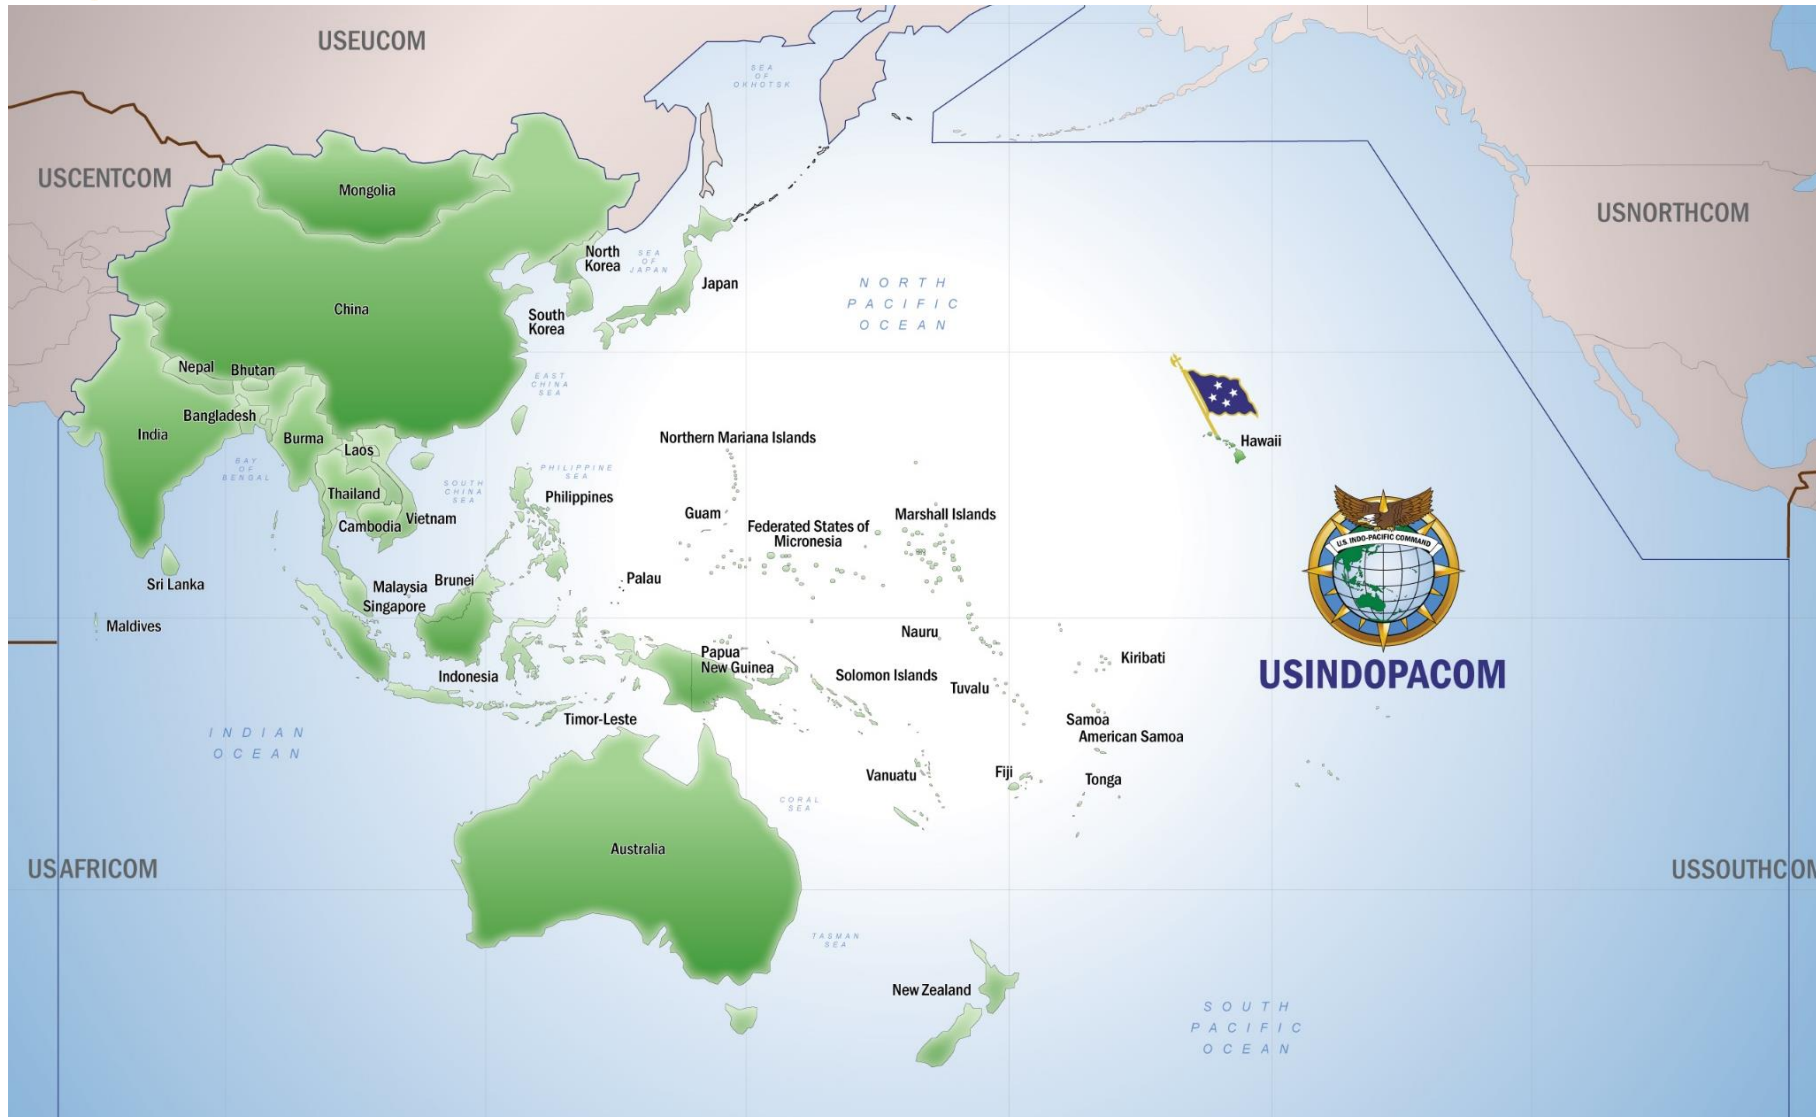 USEUCOM
SEA
OF
OKHOTSK
USCENTCOM
USNORTHCOM
Mongolia
North
Korea
SEA
OF
JAPAN
Japan
China
South
Korea
NORTH
PACIFIC
OCEAN
Nepal
Bhutan
EAST
CHINA
SEA
Bangladesh
India
Burma
Laos
Northern Mariana Islands
Hawaii
BAY
OF
BENGAL
SOUTH
CHINA
SEA
PHILIPPINE
SEA
Thailand
Philippines
Cambodia
Vietnam
Guam
Federated States of
Micronesia
Marshall Islands
U.S. INDO-PACIFIC COMMAND
Sri Lanka
Malaysia
Brunei
Singapore
Palau
Maldives
Nauru
Papua
New Guinea
Kiribati
Indonesia
Solomon Islands
Tuvalu
USINDOPACOM
Timor-Leste
Samoa
American Samoa
INDIAN
OCEAN
Vanuatu
Fiji
Tonga
CORAL
SEA
Australia
USAFRICOM
USSOUTHCOM
TASMAN
SEA
New Zealand
SOUTH
PACIFIC
OCEAN